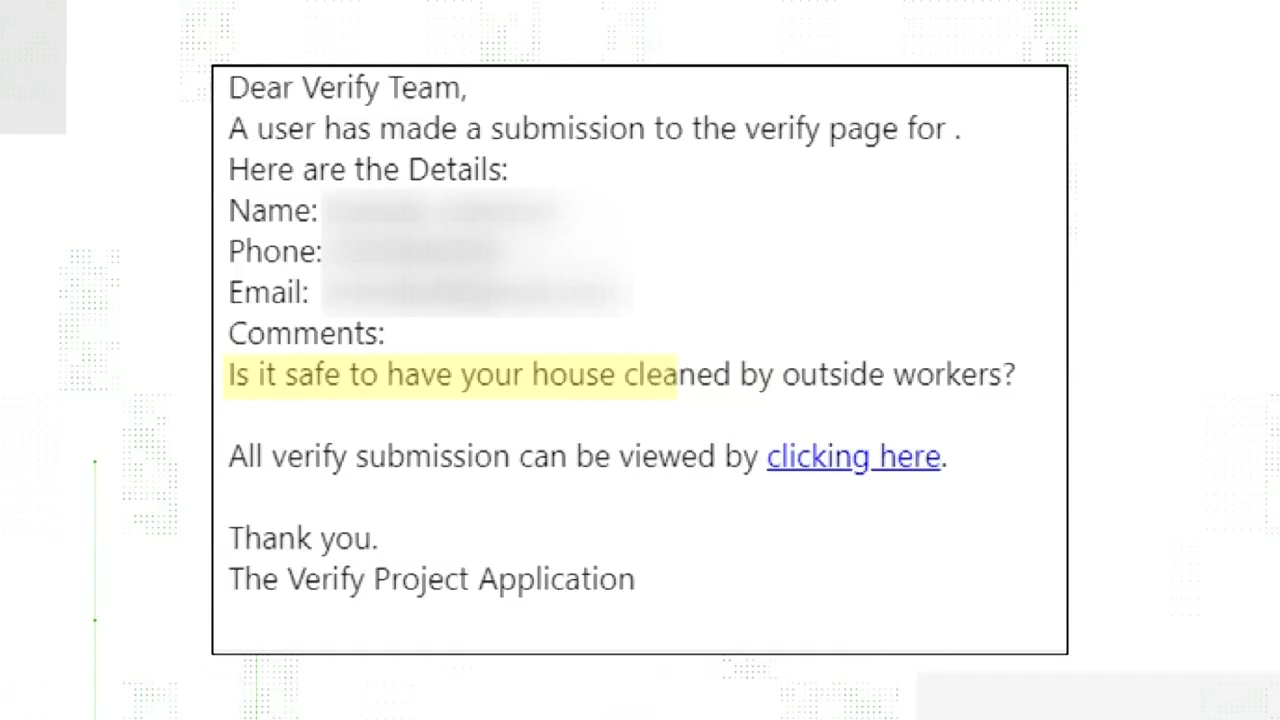 Dear Verify Team,
A user has made a submission to the verify page for .
Here are the Details:
Name:
Phone:
Email:
Comments:
Is it safe to have your house cleaned by outside workers?
All verify submission can be viewed by clicking here.
Thank you.
The Verify Project Application